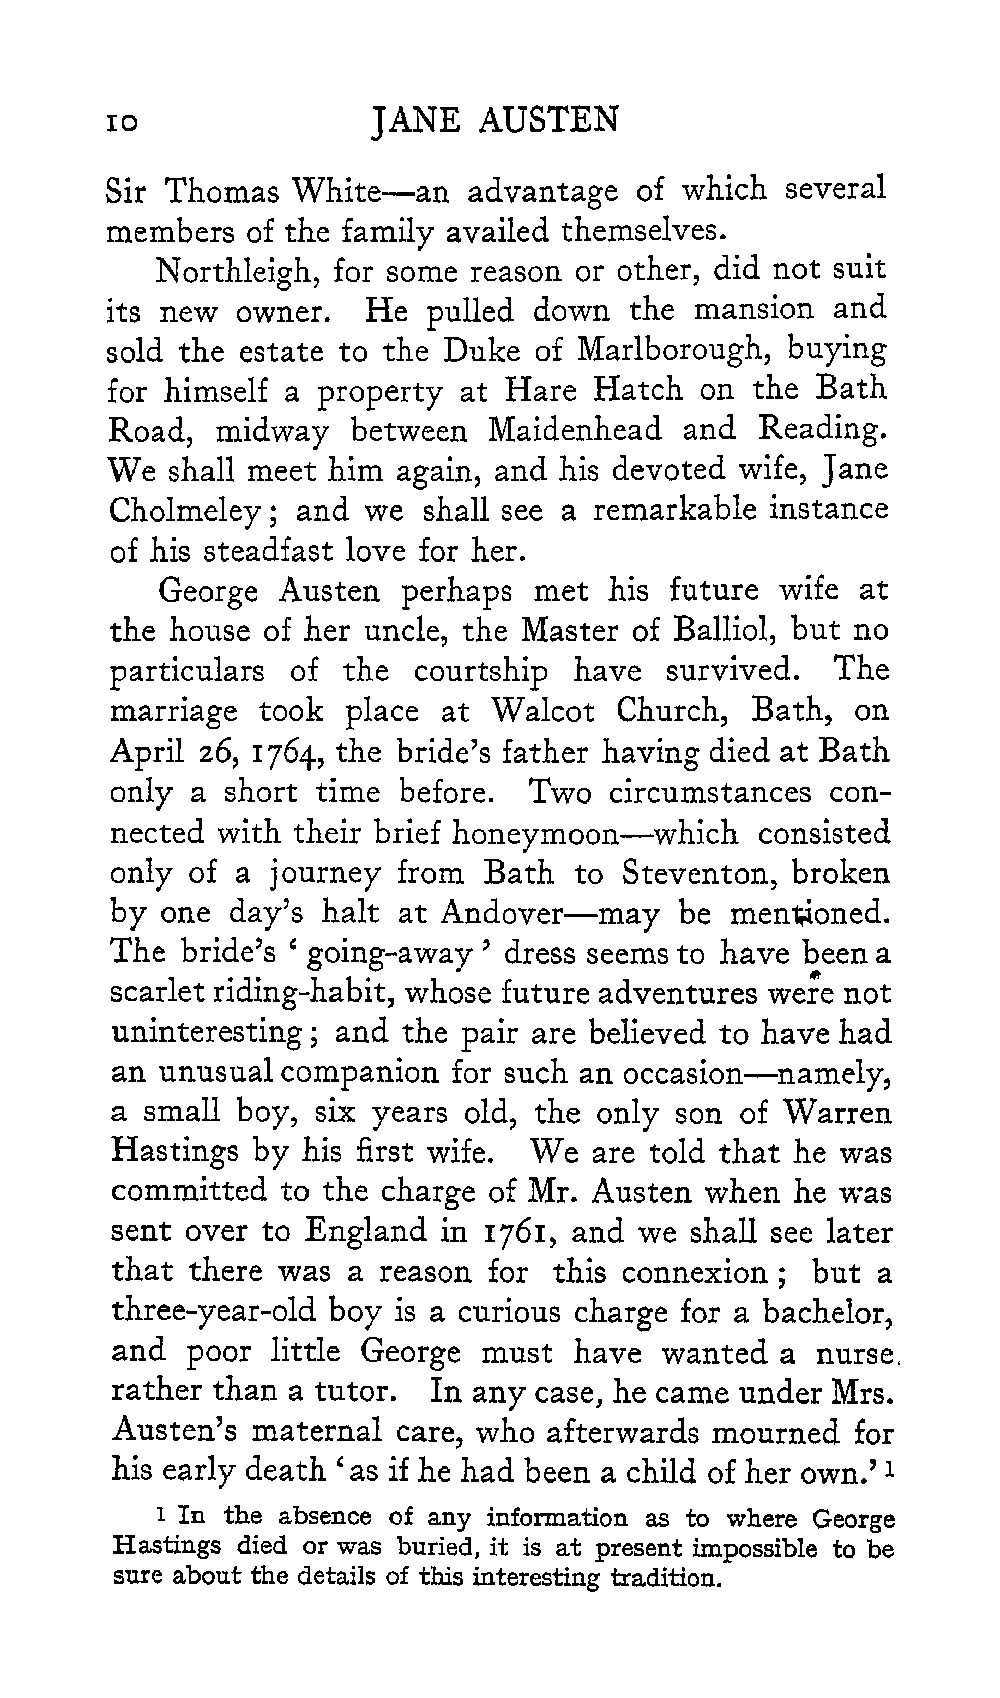 10 JANE AUSTEN
Sir Thomas White—an advantage of which several
members of the family availed themselves.
Northleigh, for some reason or other, did not suit
its new owner. He pulled down the mansion and
sold the estate to the Duke of Marlborough, buying
for himself a property at Hare Hatch on the Bath
Road, midway between Maidenhead and Reading.
We shall meet him again, and his devoted wife, Jane
Cholmeley; and we shall see a remarkable instance
of his steadfast love for her.
George Austen perhaps met his future wife at
the house of her uncle, the Master of Balliol, but no
particulars of the courtship have survived. The
marriage took place at Walcot Church, Bath, on
April 26, 1764, the bride's father having died at Bath
only a short time before. Two circumstances con-
nected with their brief honeymoon—which consisted
only of a journey from Bath to Steventon, broken
by one day's halt at Andover—may be mentioned.
The bride's ‘going-away’ dress seems to have been a
scarlet riding-habit, whose future adventures were not
uninteresting; and the pair are believed to have had
an unusual companion for such an occasion—namely,
a small boy, six years old, the only son of Warren
Hastings by his first wife. We are told that he was
committed to the charge of Mr. Austen when he was
sent over to England in 1761, and we shall see later
that there was a reason for this connexion; but a
three-year-old boy is a curious charge for a bachelor,
and poor little George must have wanted a nurse
rather than a tutor. In any case, he came under Mrs.
Austen's maternal care, who afterwards mourned for
his early death ‘as if he had been a child of her own.’ 1
1 In the absence of any information as to where George
Hastings died or was buried, it is at present impossible to be
sure about the details of this interesting tradition.